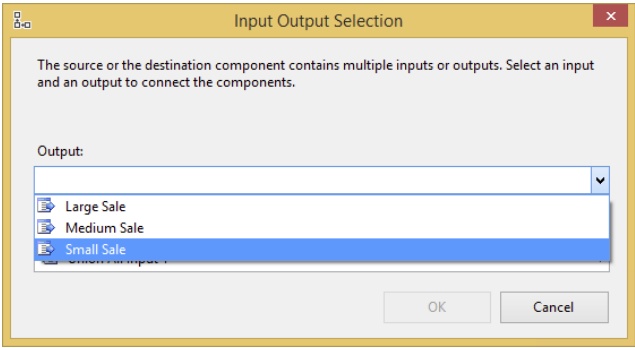 Input Output Selection
The source or the destination component contains multiple inputs or outputs. Select an input
and an output to connect the components.
Output:
Large Sale
Medium Sale
Small Sale
OK
Cancel